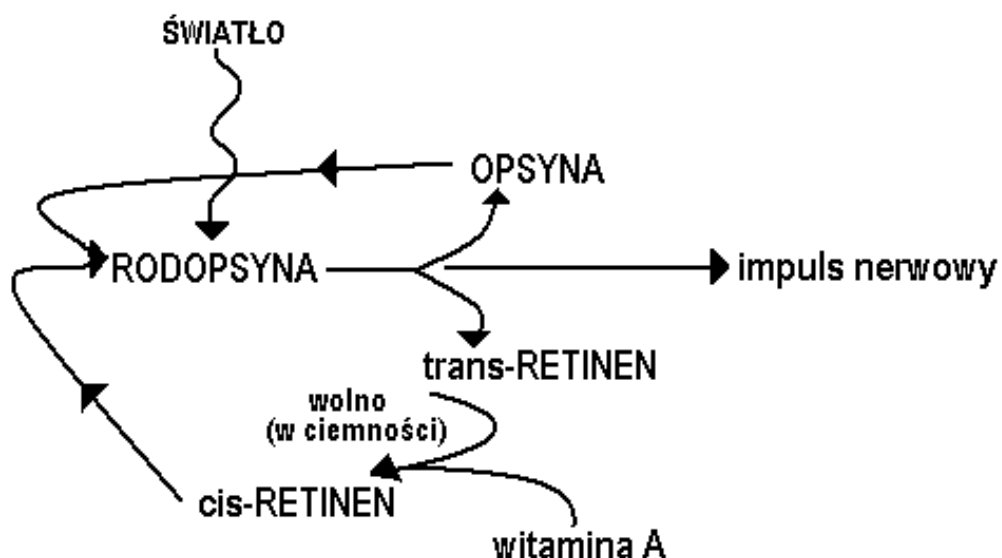 ŚWIATŁO
OPSYNA
RODOPSYNA
impuls nerwowy
trans-RETINEN
wolno
(w ciemności)
cis-RETINEN
witamina A